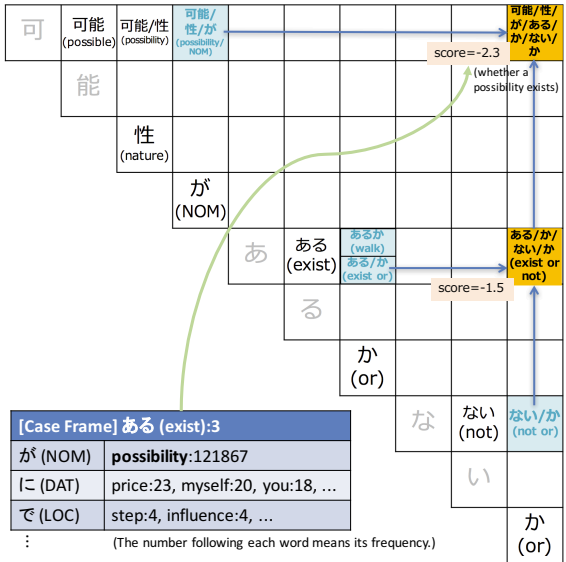 可
可能
(possible)
可能/性
(possibility)
可能/
性/が
(possibility/
NOM)
可能/性/
が/ある/
か/ない/
か
score=-2.3
(whether a
possibility exists)
能
性
(nature)
が
(NOM)
あ
ある
(exist)
あるか
(walk)
ある/か
(exist or)
ある/か/
ない/か
(exist or
not)
score=-1.5
る
か
(or)
な
ない
(not)
ない/か
(not or)
い
か
(or)
[Case Frame] ある (exist):3
が (NOM) possibility:121867
に (DAT) price:23, myself:20, you:18, ...
で (LOC) step:4, influence:4, ...
⋮ (The number following each word means its frequency.)